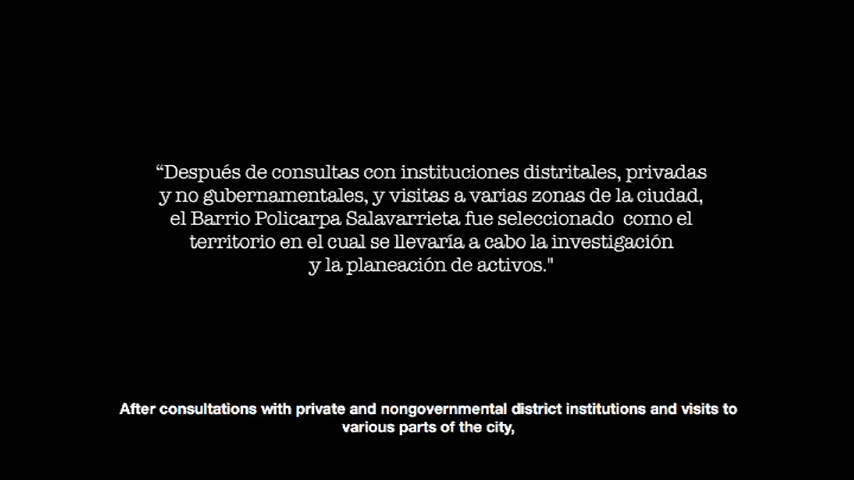 “Después de consultas con instituciones distritales, privadas
y no gubernamentales, y visitas a varias zonas de la ciudad,
el Barrio Policarpa Salavarrieta fue seleccionado  como el
territorio en el cual se llevaría a cabo la investigación
y la planeación de activos."
After consultations with private and nongovernmental district institutions and visits to
various parts of the city,